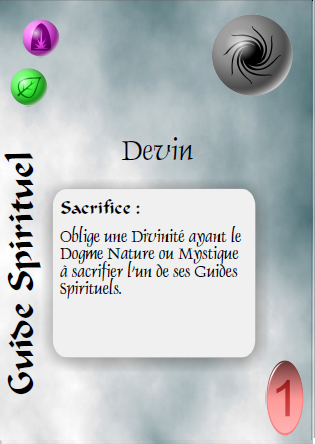 Devin
Guide Spirituel
Sacrifice :
Oblige une Divinité ayant le
Dogme Nature ou Mystique
à sacrifier l'un de ses Guides
Spirituels.
1